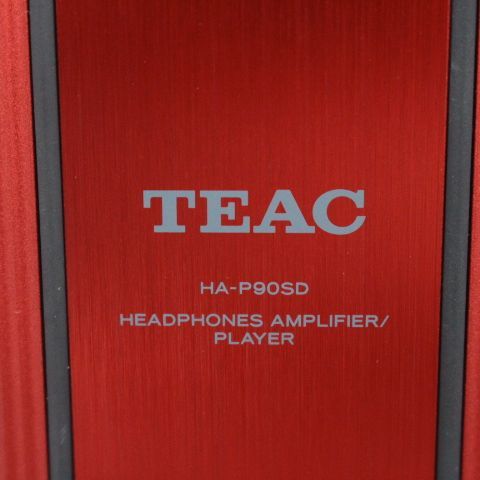 TEAC
HA-P90SD
HEADPHONES AMPLIFIER/
PLAYER